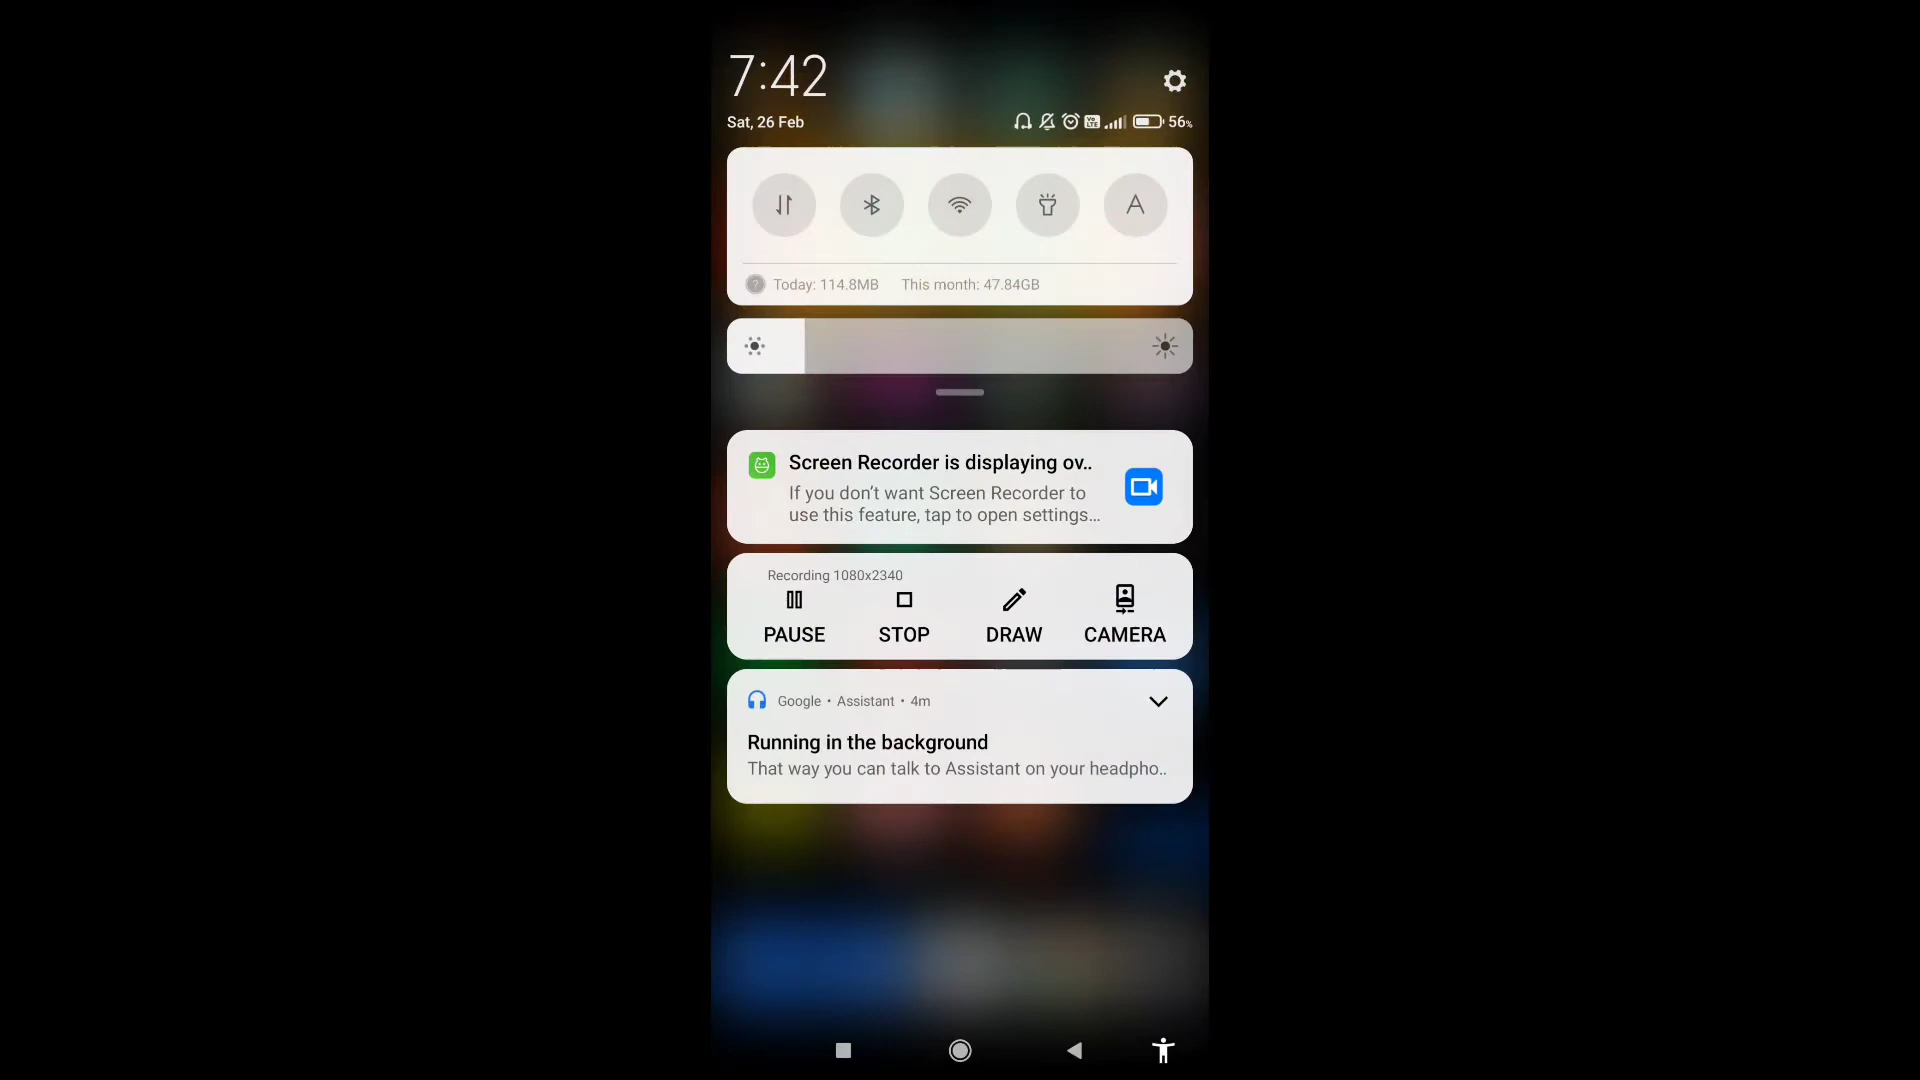 7:42
Sat, 26 Feb
Vo LTE 56%
A
? Today: 114.8MB This month: 47.84GB
Screen Recorder is displaying ov..
If you don’t want Screen Recorder to
use this feature, tap to open settings…
Recording 1080x2340
PAUSE STOP DRAW CAMERA
Google • Assistant • 4m
Running in the background
That way you can talk to Assistant on your headpho..